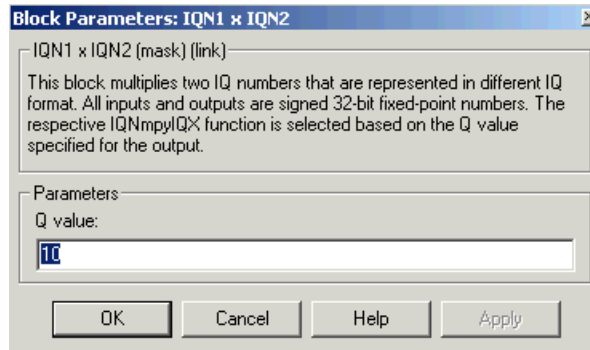 Block Parameters: IQN1 x IQN2
IQN1 x IQN2 (mask) (link)
This block multiplies two IQ numbers that are represented in different IQ
format. All inputs and outputs are signed 32-bit fixed-point numbers. The
respective IQNmpyIQX function is selected based on the Q value
specified for the output.
Parameters
Q value:
10
OK Cancel Help Apply